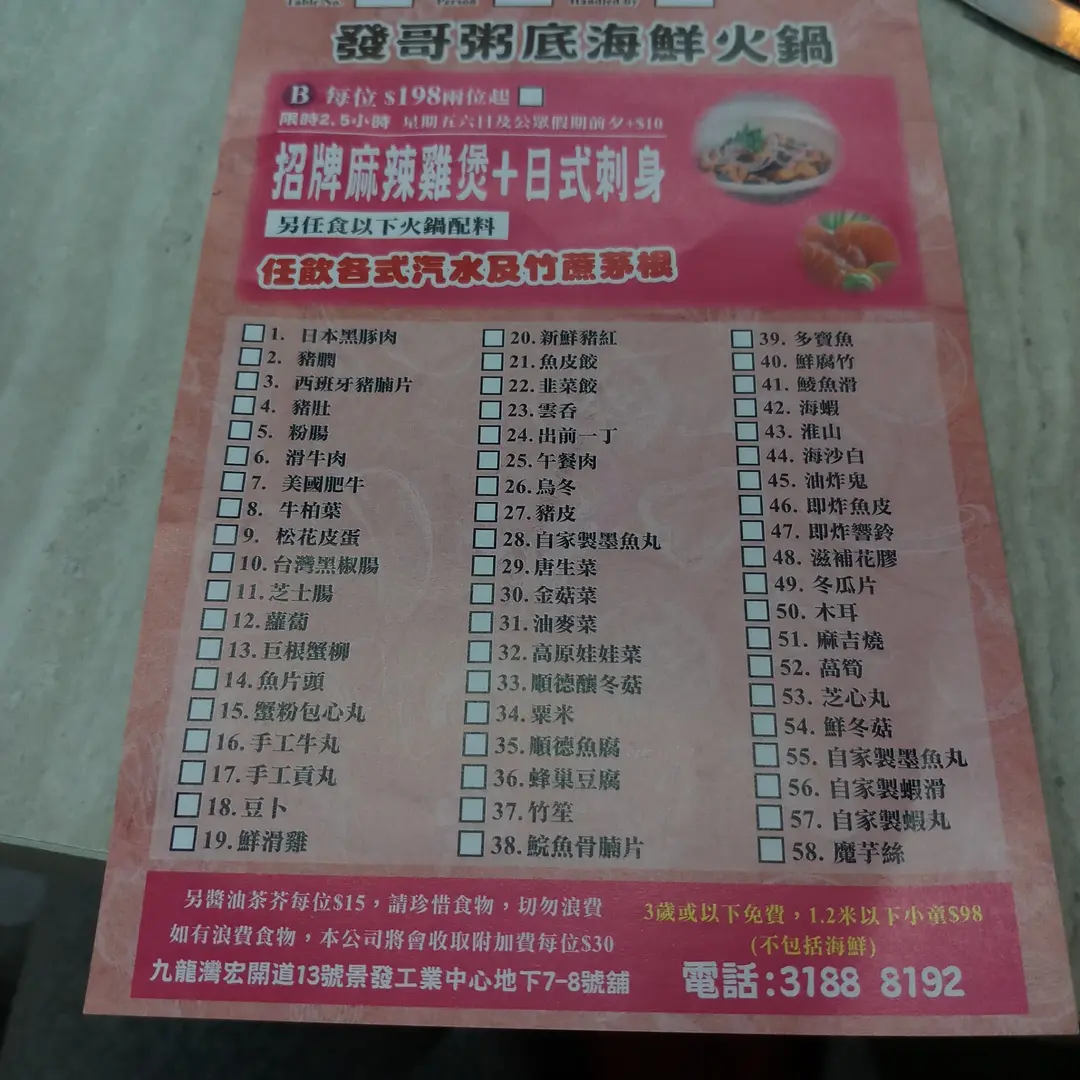 Table No. Person Handled by
發哥粥底海鮮火鍋
B 每位 $198兩位起
限時2.5小時 星期五六日及公眾假期前夕+$10
招牌麻辣雞煲+日式刺身
另任食以下火鍋配料
任飲各式汽水及竹蔗茅根
1. 日本黑豚肉
2. 豬膶
3. 西班牙豬腩片
4. 豬肚
5. 粉腸
6. 滑牛肉
7. 美國肥牛
8. 牛柏葉
9. 松花皮蛋
10. 台灣黑椒腸
11. 芝士腸
12. 蘿蔔
13. 巨根蟹柳
14. 魚片頭
15. 蟹粉包心丸
16. 手工牛丸
17. 手工貢丸
18. 豆卜
19. 鮮滑雞
20. 新鮮豬紅
21. 魚皮餃
22. 韭菜餃
23. 雲吞
24. 出前一丁
25. 午餐肉
26. 烏冬
27. 豬皮
28. 自家製墨魚丸
29. 唐生菜
30. 金菇菜
31. 油麥菜
32. 高原娃娃菜
33. 順德釀冬菇
34. 粟米
35. 順德魚腐
36. 蜂巢豆腐
37. 竹笙
38. 鯇魚骨腩片
39. 多寶魚
40. 鮮腐竹
41. 鯪魚滑
42. 海蝦
43. 淮山
44. 海沙白
45. 油炸鬼
46. 即炸魚皮
47. 即炸響鈴
48. 滋補花膠
49. 冬瓜片
50. 木耳
51. 麻吉燒
52. 萵筍
53. 芝心丸
54. 鮮冬菇
55. 自家製墨魚丸
56. 自家製蝦滑
57. 自家製蝦丸
58. 魔芋絲
另醬油茶芥每位$15，請珍惜食物，切勿浪費
如有浪費食物，本公司將會收取附加費每位$30
3歲或以下免費，1.2米以下小童$98
(不包括海鮮)
九龍灣宏開道13號景發工業中心地下7-8號舖
電話:3188 8192